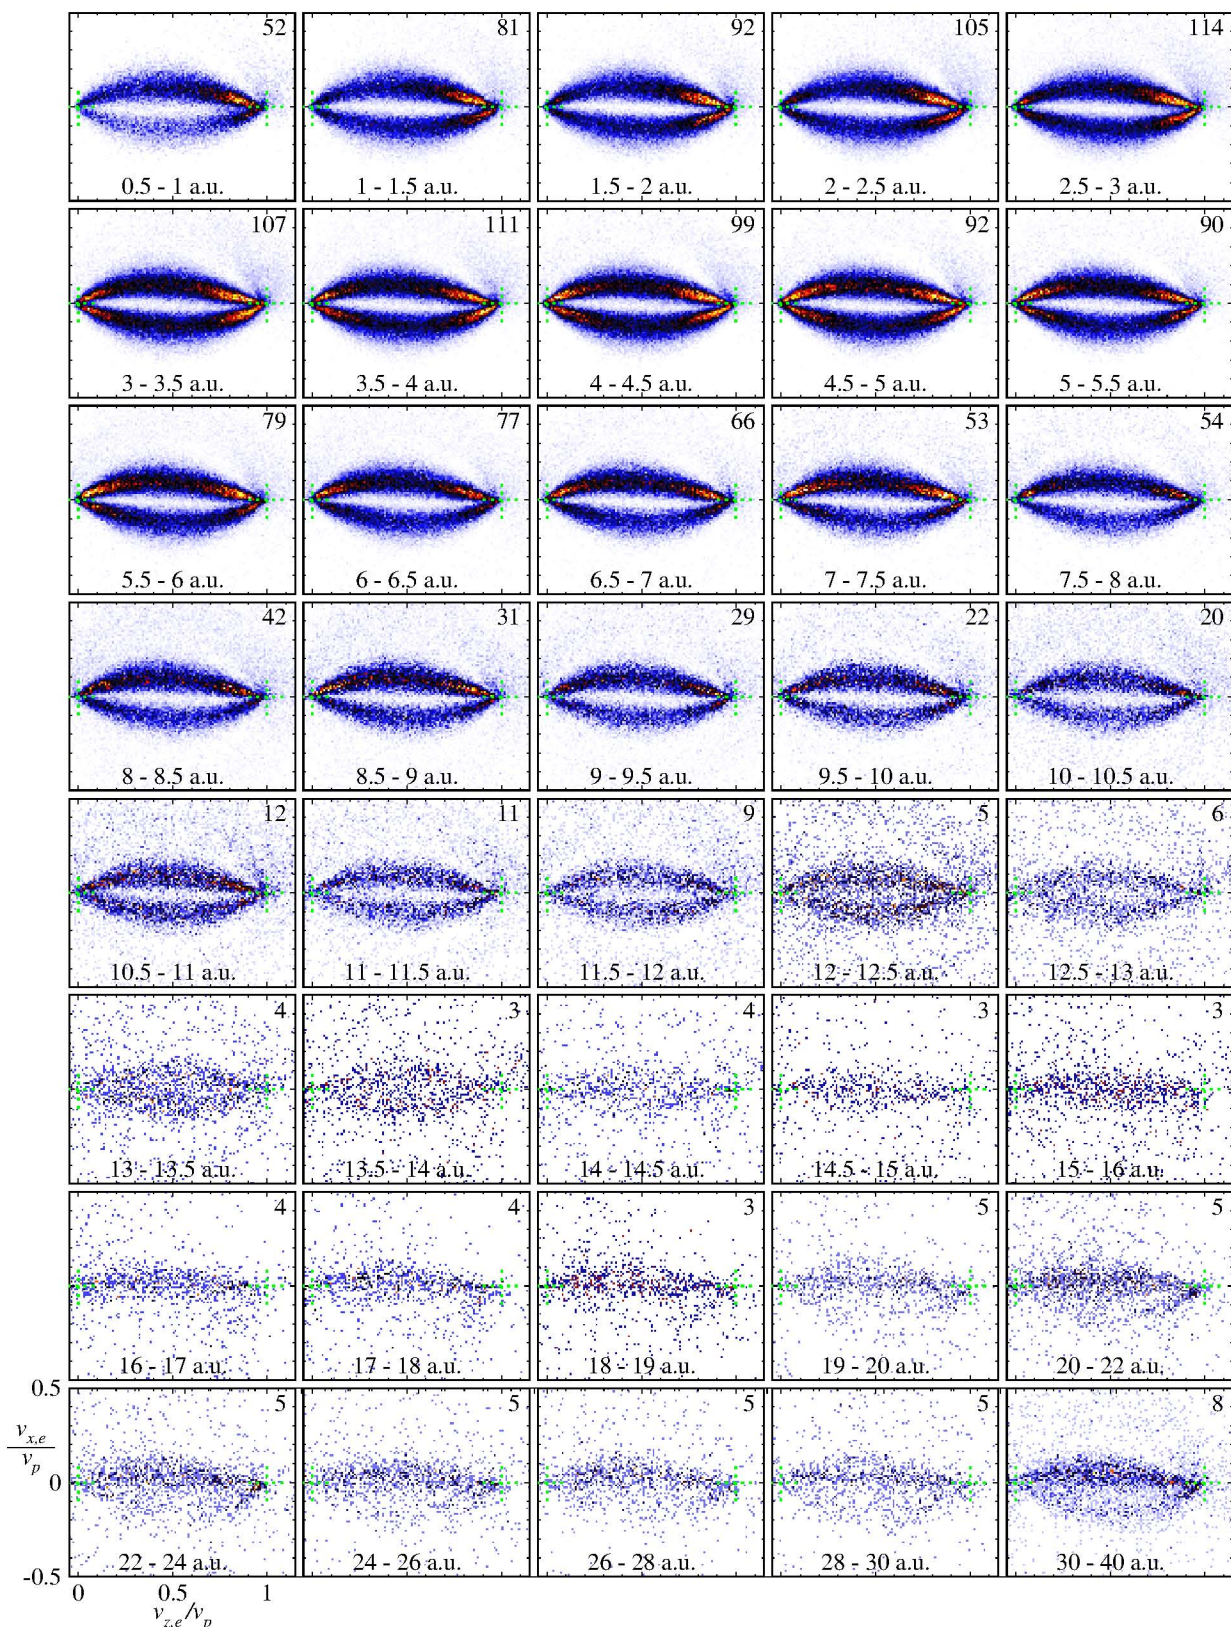 52 81 92 105 114
0.5 - 1 a.u. 1 - 1.5 a.u. 1.5 - 2 a.u. 2 - 2.5 a.u. 2.5 - 3 a.u.
107 111 99 92 90
3 - 3.5 a.u. 3.5 - 4 a.u. 4 - 4.5 a.u. 4.5 - 5 a.u. 5 - 5.5 a.u.
79 77 66 53 54
5.5 - 6 a.u. 6 - 6.5 a.u. 6.5 - 7 a.u. 7 - 7.5 a.u. 7.5 - 8 a.u.
42 31 29 22 20
8 - 8.5 a.u. 8.5 - 9 a.u. 9 - 9.5 a.u. 9.5 - 10 a.u. 10 - 10.5 a.u.
12 11 9 5 6
10.5 - 11 a.u. 11 - 11.5 a.u. 11.5 - 12 a.u. 12 - 12.5 a.u. 12.5 - 13 a.u.
4 3 4 3 3
13 - 13.5 a.u. 13.5 - 14 a.u. 14 - 14.5 a.u. 14.5 - 15 a.u. 15 - 16 a.u.
4 4 3 5 5
16 - 17 a.u. 17 - 18 a.u. 18 - 19 a.u. 19 - 20 a.u. 20 - 22 a.u.
0.5 5 5 5 5 8
v_{x,e}
v_p
0
22 - 24 a.u. 24 - 26 a.u. 26 - 28 a.u. 28 - 30 a.u. 30 - 40 a.u.
-0.5
0 0.5 1
v_{z,e}/v_p